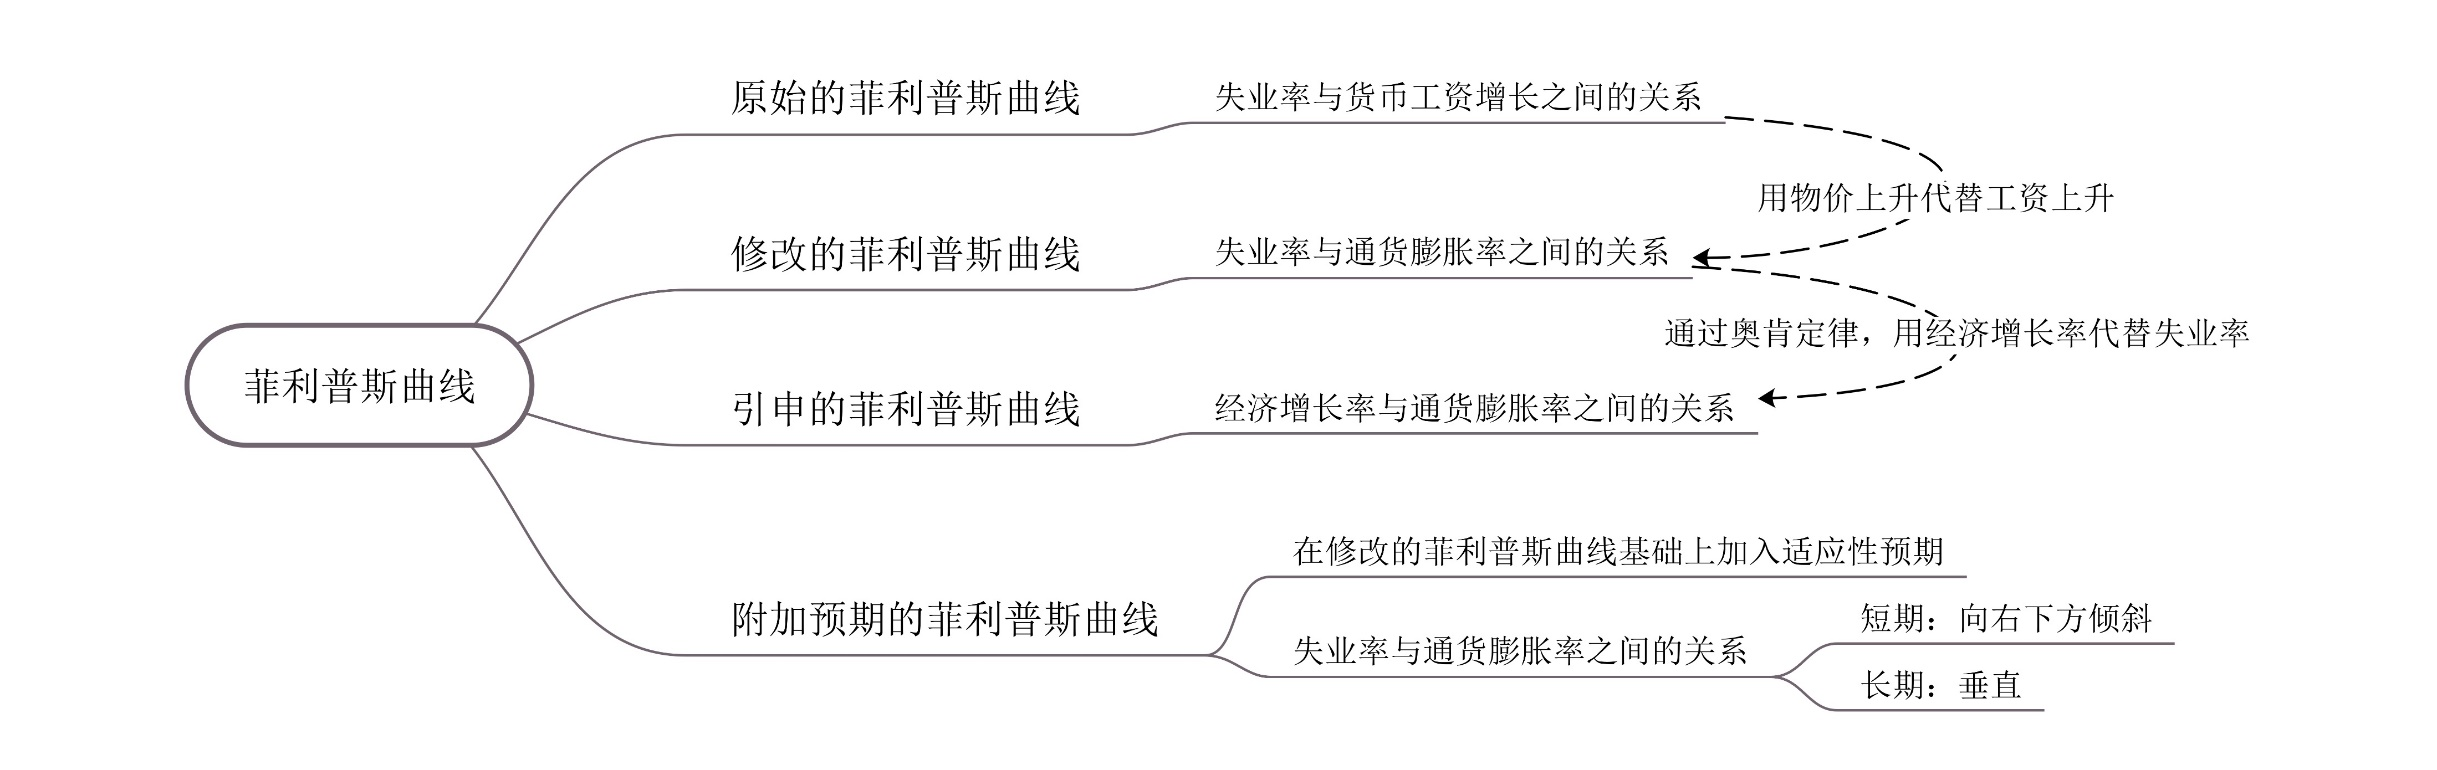 原始的菲利普斯曲线
失业率与货币工资增长之间的关系
用物价上升代替工资上升
修改的菲利普斯曲线
失业率与通货膨胀率之间的关系
通过奥肯定律，用经济增长率代替失业率
菲利普斯曲线
引申的菲利普斯曲线
经济增长率与通货膨胀率之间的关系
附加预期的菲利普斯曲线
在修改的菲利普斯曲线基础上加入适应性预期
失业率与通货膨胀率之间的关系
短期：向右下方倾斜
长期：垂直